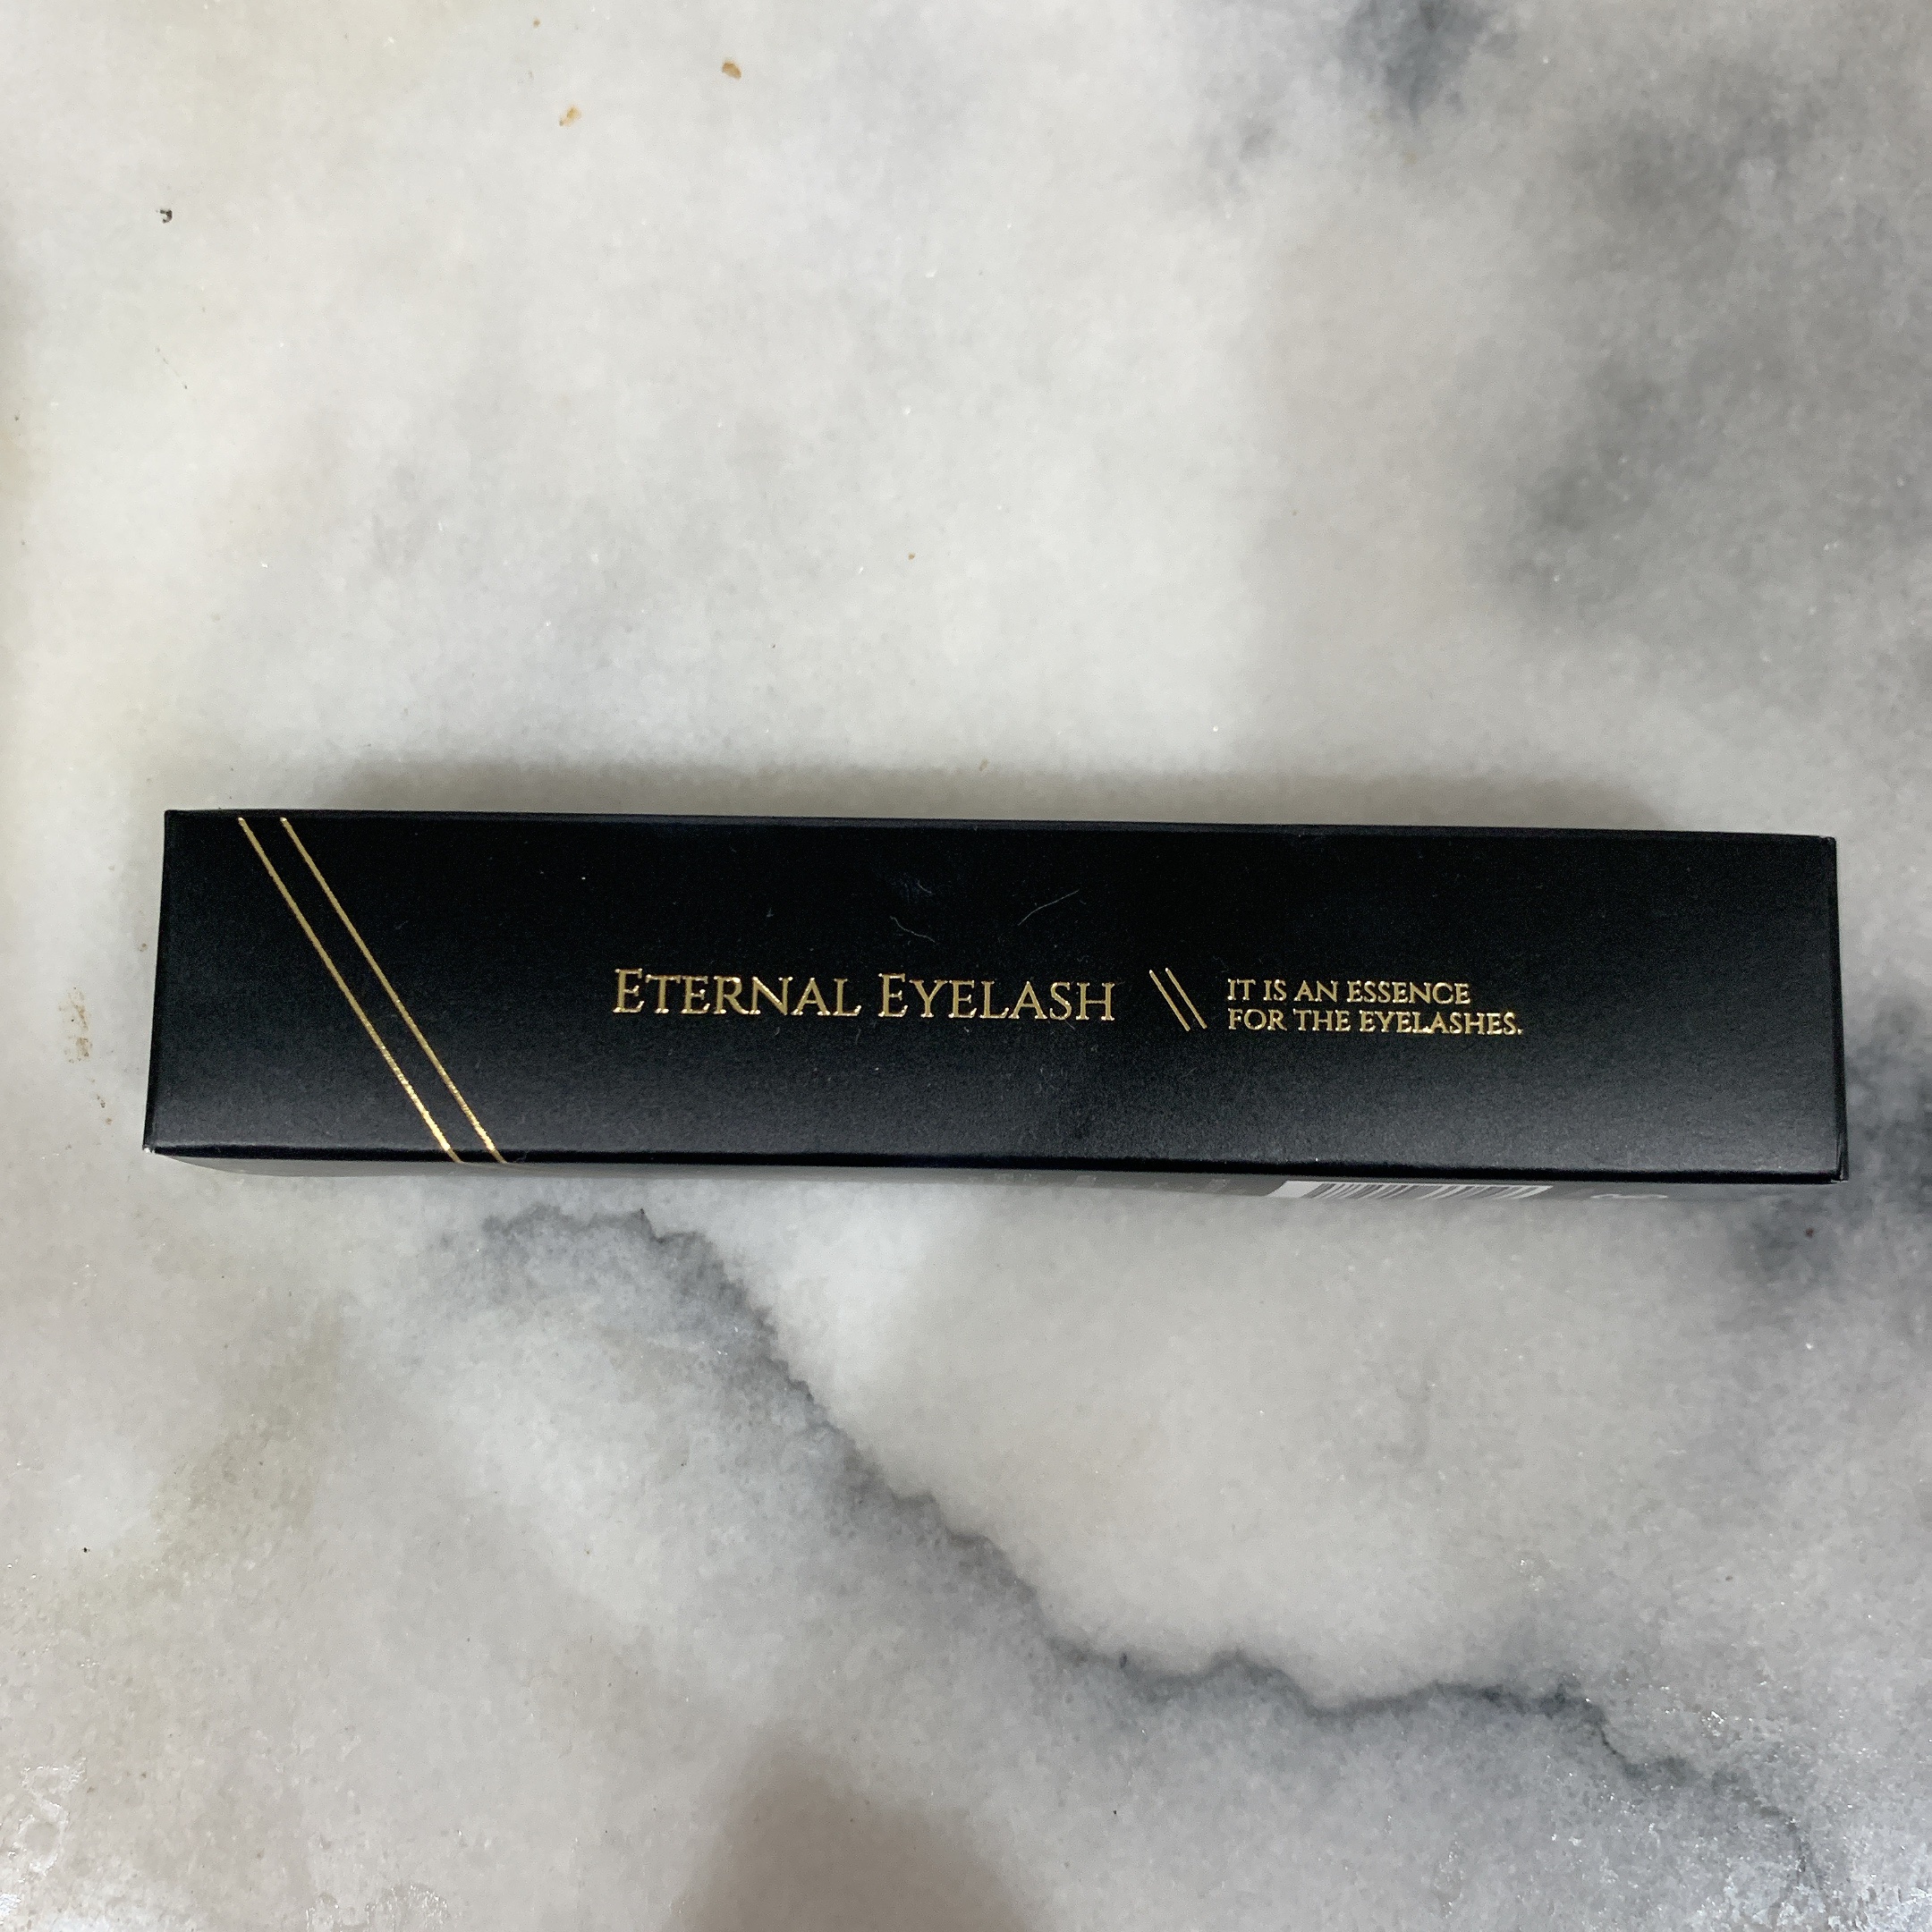 ETERNAL EYELASH
IT IS AN ESSENCE
FOR THE EYELASHES.